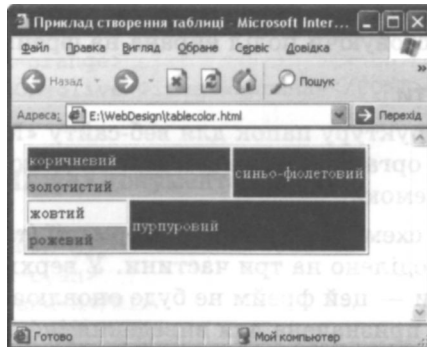 Приклад створення таблиці - Microsoft Inter...
Файл Правка Вигляд Обране Сервіс Довідка
Назад Пошук
Адреса: E:\WebDesign\tablecolor.html Перехід
коричневий
синьо-фіолетовий
золотистий
жовтий
пурпуровий
рожевий
Готово Мой компьютер